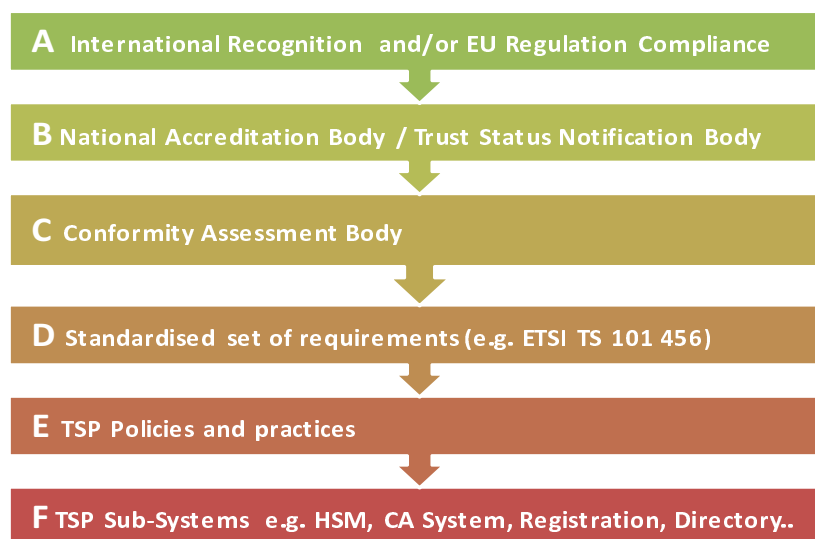 A International Recognition and/or EU Regulation Compliance
B National Accreditation Body / Trust Status Notification Body
C Conformity Assessment Body
D Standardised set of requirements (e.g. ETSI TS 101 456)
E TSP Policies and practices
F TSP Sub-Systems e.g. HSM, CA System, Registration, Directory..